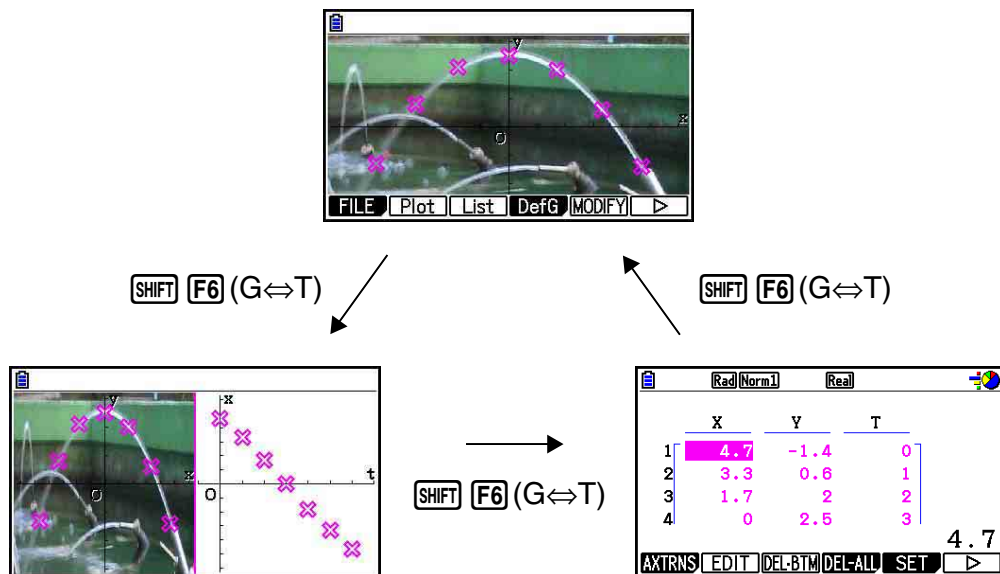 y
x
O
FILE Plot List DefG MODIFY ▷
SHIFT F6 (G⇔T)
SHIFT F6 (G⇔T)
y
x
O
x
t
O
SHIFT F6 (G⇔T)
Rad Norm1 Real
X Y T
1 4.7 -1.4 0
2 3.3 0.6 1
3 1.7 2 2
4 0 2.5 3
4.7
AXTRNS EDIT DEL-BTM DEL-ALL SET ▷